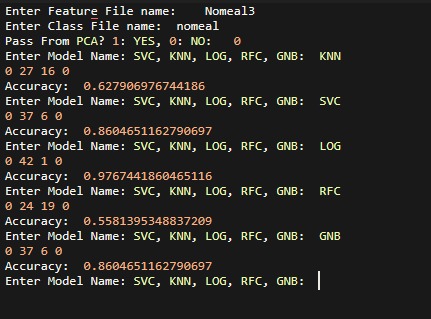 Enter Feature File name:    Nomeal3
Enter Class File name:  nomeal
Pass From PCA? 1: YES, 0: NO:   0
Enter Model Name: SVC, KNN, LOG, RFC, GNB:  KNN
0 27 16 0
Accuracy:  0.627906976744186
Enter Model Name: SVC, KNN, LOG, RFC, GNB:  SVC
0 37 6 0
Accuracy:  0.8604651162790697
Enter Model Name: SVC, KNN, LOG, RFC, GNB:  LOG
0 42 1 0
Accuracy:  0.9767441860465116
Enter Model Name: SVC, KNN, LOG, RFC, GNB:  RFC
0 24 19 0
Accuracy:  0.5581395348837209
Enter Model Name: SVC, KNN, LOG, RFC, GNB:  GNB
0 37 6 0
Accuracy:  0.8604651162790697
Enter Model Name: SVC, KNN, LOG, RFC, GNB: